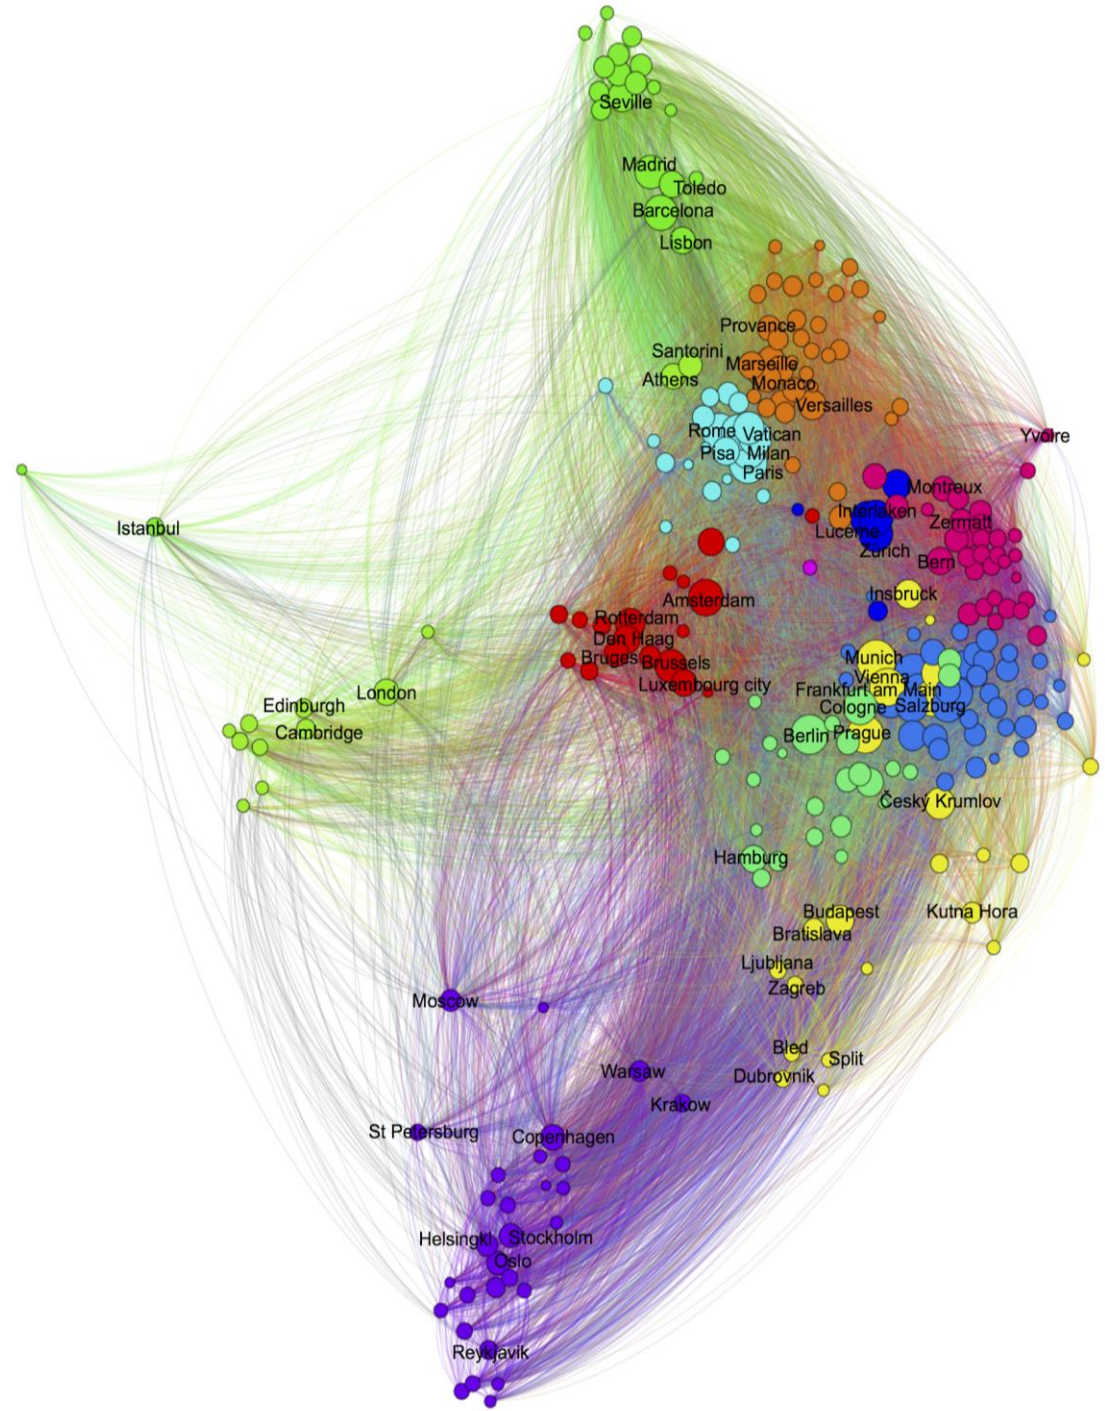 Seville
Madrid
Toledo
Barcelona
Lisbon
Provance
Santorini
Marseille
Athens
Monaco
Versailles
Rome
Vatican
Yvoire
Pisa
Milan
Paris
Montreux
Interlaken
Istanbul
Zermatt
Lucerne
Zurich
Bern
Insbruck
Amsterdam
Rotterdam
Den Haag
Bruges
Brussels
Munich
Vienna
Luxembourg city
Frankfurt am Main
London
Edinburgh
Cologne
Salzburg
Cambridge
Berlin
Prague
Český Krumlov
Hamburg
Budapest
Kutna Hora
Bratislava
Ljubljana
Zagreb
Moscow
Bled
Split
Warsaw
Dubrovnik
Krakow
St Petersburg
Copenhagen
Helsingki
Stockholm
Oslo
Reykjavik